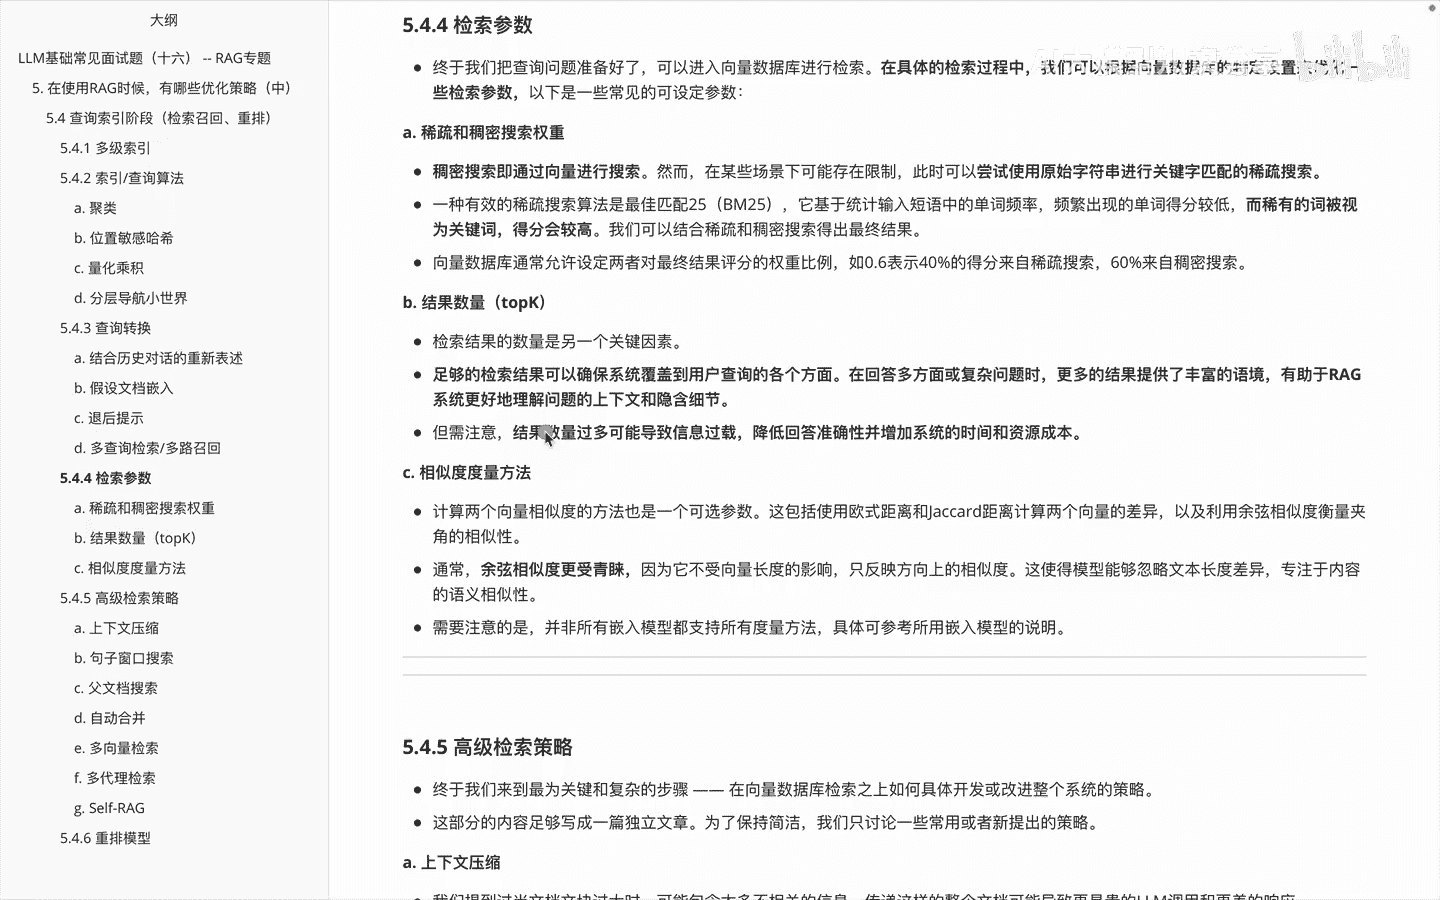 大纲
LLM基础常见面试题（十六） -- RAG专题
5. 在使用RAG时候，有哪些优化策略（中）
5.4 查询索引阶段（检索召回、重排）
5.4.1 多级索引
5.4.2 索引/查询算法
a. 聚类
b. 位置敏感哈希
c. 量化乘积
d. 分层导航小世界
5.4.3 查询转换
a. 结合历史对话的重新表述
b. 假设文档嵌入
c. 退后提示
d. 多查询检索/多路召回
5.4.4 检索参数
a. 稀疏和稠密搜索权重
b. 结果数量（topK）
c. 相似度度量方法
5.4.5 高级检索策略
a. 上下文压缩
b. 句子窗口搜索
c. 父文档搜索
d. 自动合并
e. 多向量检索
f. 多代理检索
g. Self-RAG
5.4.6 重排模型
5.4.4 检索参数
终于我们把查询问题准备好了，可以进入向量数据库进行检索。在具体的检索过程中，我们可以根据向量数据库的特定设置来优化一
些检索参数，以下是一些常见的可设定参数：
a. 稀疏和稠密搜索权重
稠密搜索即通过向量进行搜索。然而，在某些场景下可能存在限制，此时可以尝试使用原始字符串进行关键字匹配的稀疏搜索。
一种有效的稀疏搜索算法是最佳匹配25（BM25），它基于统计输入短语中的单词频率，频繁出现的单词得分较低，而稀有的词被视
为关键词，得分会较高。我们可以结合稀疏和稠密搜索得出最终结果。
向量数据库通常允许设定两者对最终结果评分的权重比例，如0.6表示40%的得分来自稀疏搜索，60%来自稠密搜索。
b. 结果数量（topK）
检索结果的数量是另一个关键因素。
足够的检索结果可以确保系统覆盖到用户查询的各个方面。在回答多方面或复杂问题时，更多的结果提供了丰富的语境，有助于RAG
系统更好地理解问题的上下文和隐含细节。
但需注意，结果数量过多可能导致信息过载，降低回答准确性并增加系统的时间和资源成本。
c. 相似度度量方法
计算两个向量相似度的方法也是一个可选参数。这包括使用欧式距离和Jaccard距离计算两个向量的差异，以及利用余弦相似度衡量夹
角的相似性。
通常，余弦相似度更受青睐，因为它不受向量长度的影响，只反映方向上的相似度。这使得模型能够忽略文本长度差异，专注于内容
的语义相似性。
需要注意的是，并非所有嵌入模型都支持所有度量方法，具体可参考所用嵌入模型的说明。
5.4.5 高级检索策略
终于我们来到最为关键和复杂的步骤 —— 在向量数据库检索之上如何具体开发或改进整个系统的策略。
这部分的内容足够写成一篇独立文章。为了保持简洁，我们只讨论一些常用或者新提出的策略。
a. 上下文压缩